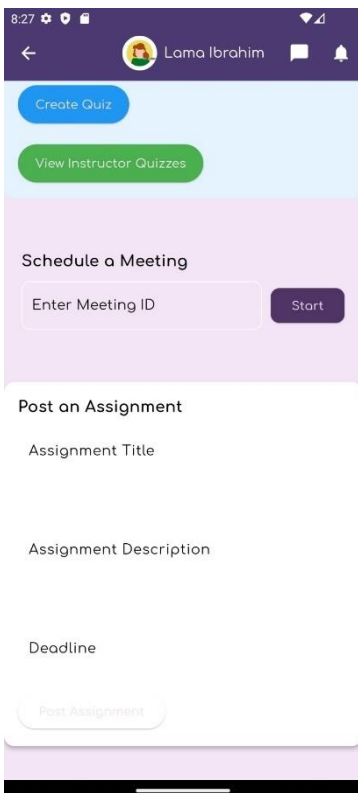 8:27
Lama Ibrahim
Create Quiz
View Instructor Quizzes
Schedule a Meeting
Enter Meeting ID
Start
Post an Assignment
Assignment Title
Assignment Description
Deadline
Post Assignment